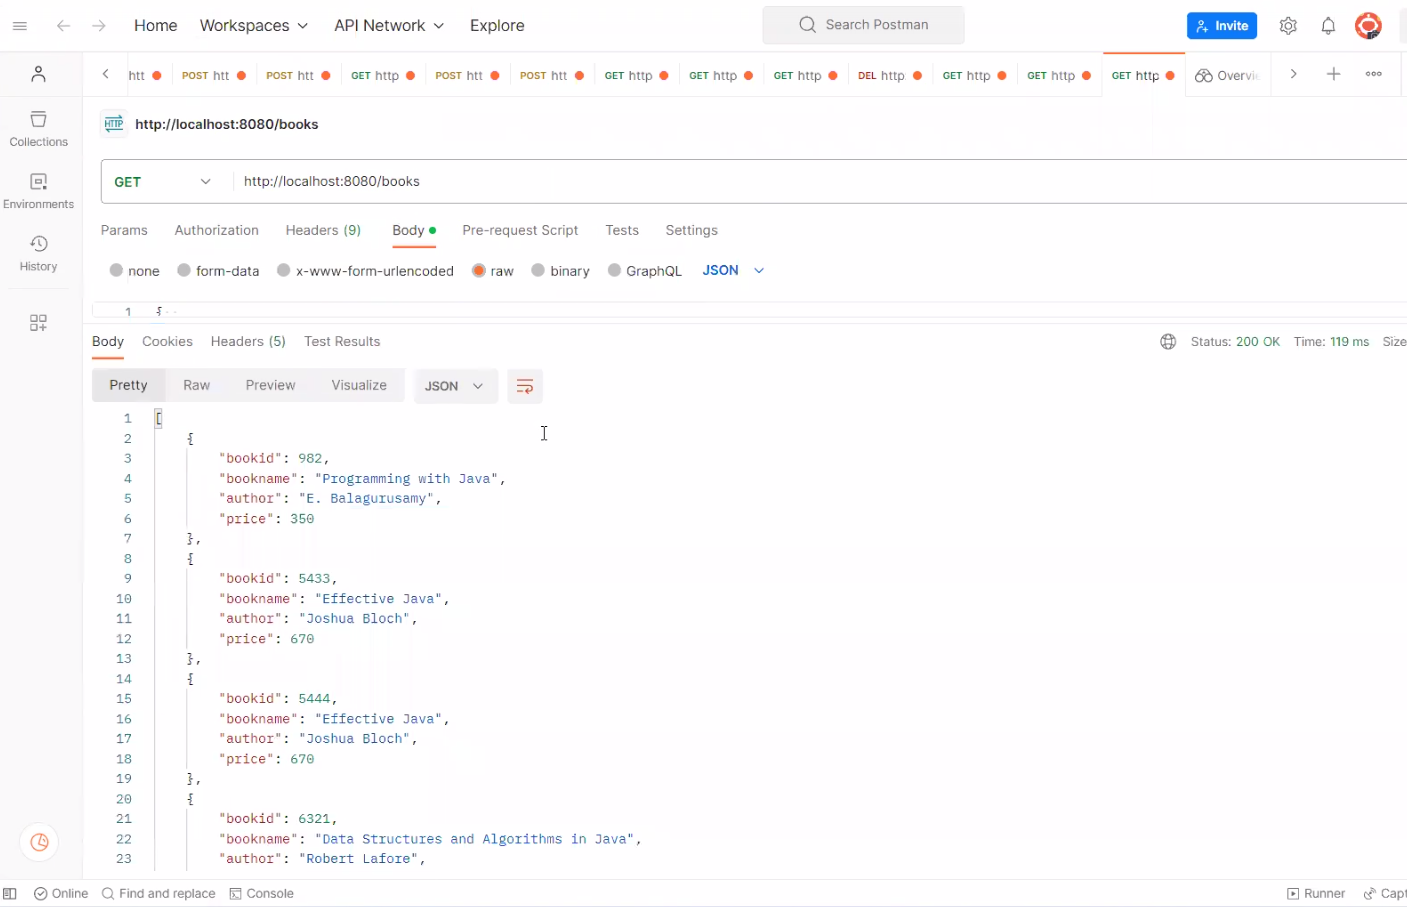 Home Workspaces API Network Explore Search Postman Invite
htt POST htt POST htt GET http POST htt POST htt GET http GET http GET http DEL http GET http GET http GET http Overvi
HTTP http://localhost:8080/books
Collections
GET http://localhost:8080/books
Environments
Params Authorization Headers (9) Body Pre-request Script Tests Settings
History
none form-data x-www-form-urlencoded raw binary GraphQL JSON
1 {
Body Cookies Headers (5) Test Results Status: 200 OK Time: 119 ms Size
Pretty Raw Preview Visualize JSON
1 [
2 {
3 "bookid": 982,
4 "bookname": "Programming with Java",
5 "author": "E. Balagurusamy",
6 "price": 350
7 },
8 {
9 "bookid": 5433,
10 "bookname": "Effective Java",
11 "author": "Joshua Bloch",
12 "price": 670
13 },
14 {
15 "bookid": 5444,
16 "bookname": "Effective Java",
17 "author": "Joshua Bloch",
18 "price": 670
19 },
20 {
21 "bookid": 6321,
22 "bookname": "Data Structures and Algorithms in Java",
23 "author": "Robert Lafore",
Online Find and replace Console Runner Capt